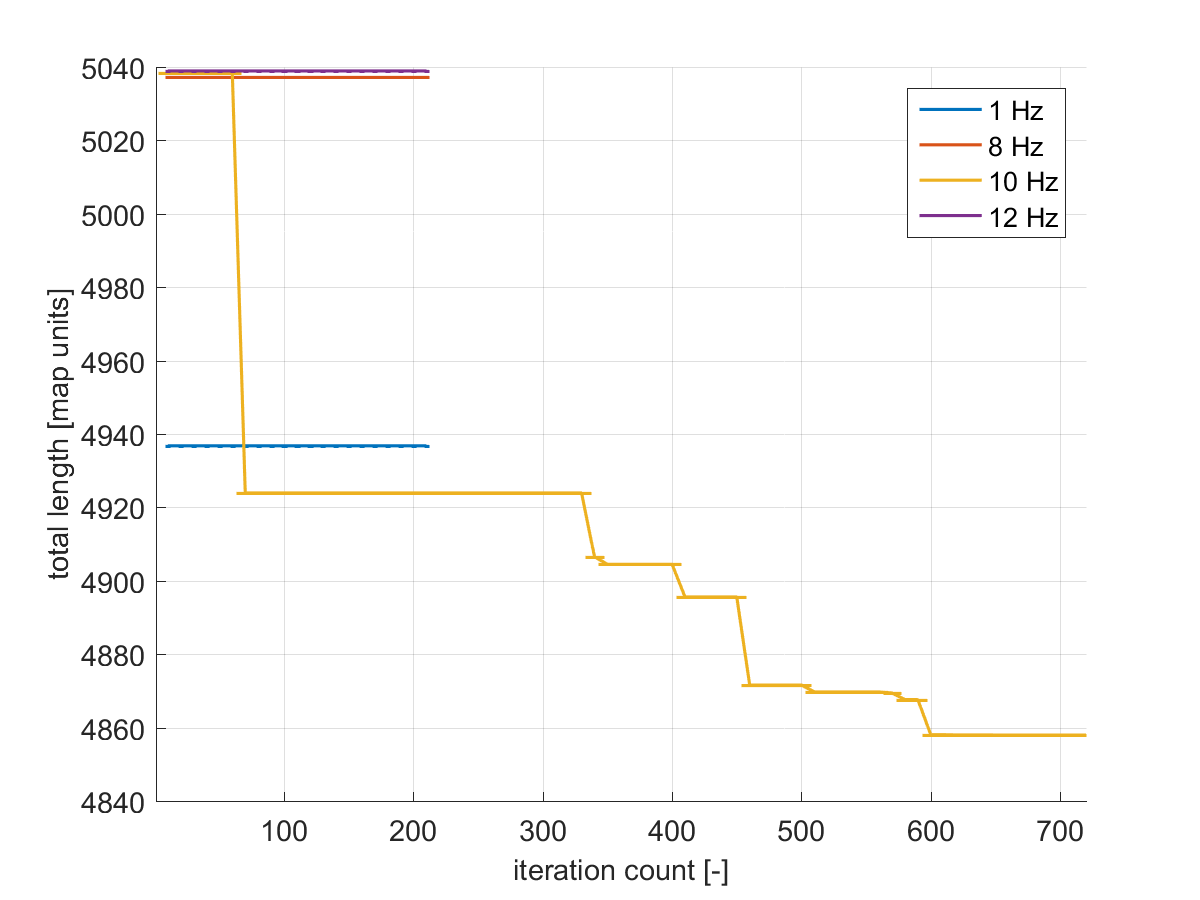 5040
5020
5000
4980
4960
4940
4920
4900
4880
4860
4840
total length [map units]
1 Hz
8 Hz
10 Hz
12 Hz
100 200 300 400 500 600 700
iteration count [-]